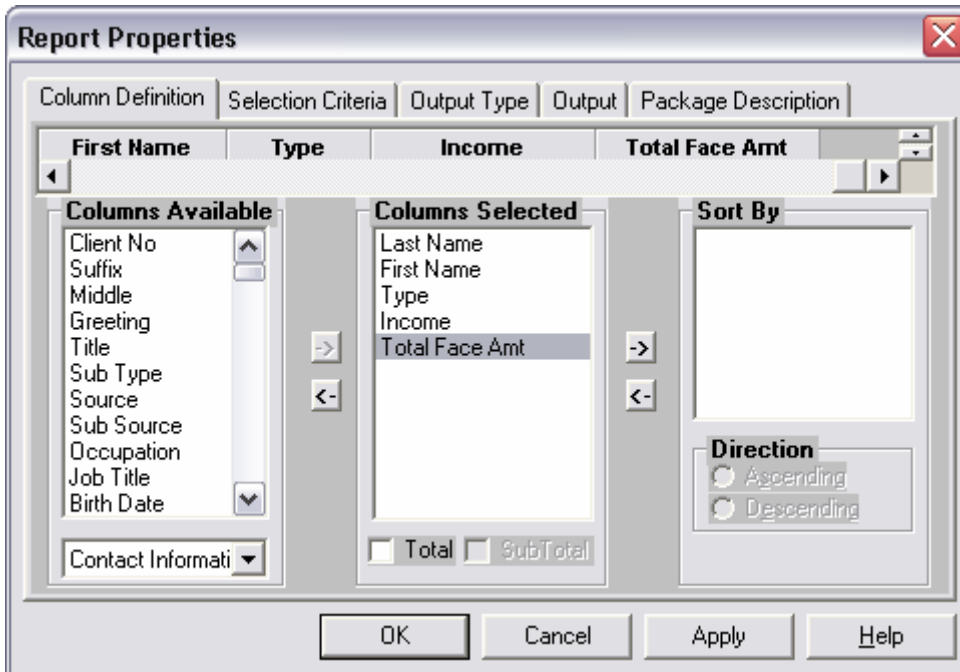 Report Properties
Column Definition
Selection Criteria
Output Type
Output
Package Description
First Name
Type
Income
Total Face Amt
Columns Available
Client No
Suffix
Middle
Greeting
Title
Sub Type
Source
Sub Source
Occupation
Job Title
Birth Date
Contact Informati
->
<-
Columns Selected
Last Name
First Name
Type
Income
Total Face Amt
Total
SubTotal
->
<-
Sort By
Direction
Ascending
Descending
OK
Cancel
Apply
Help